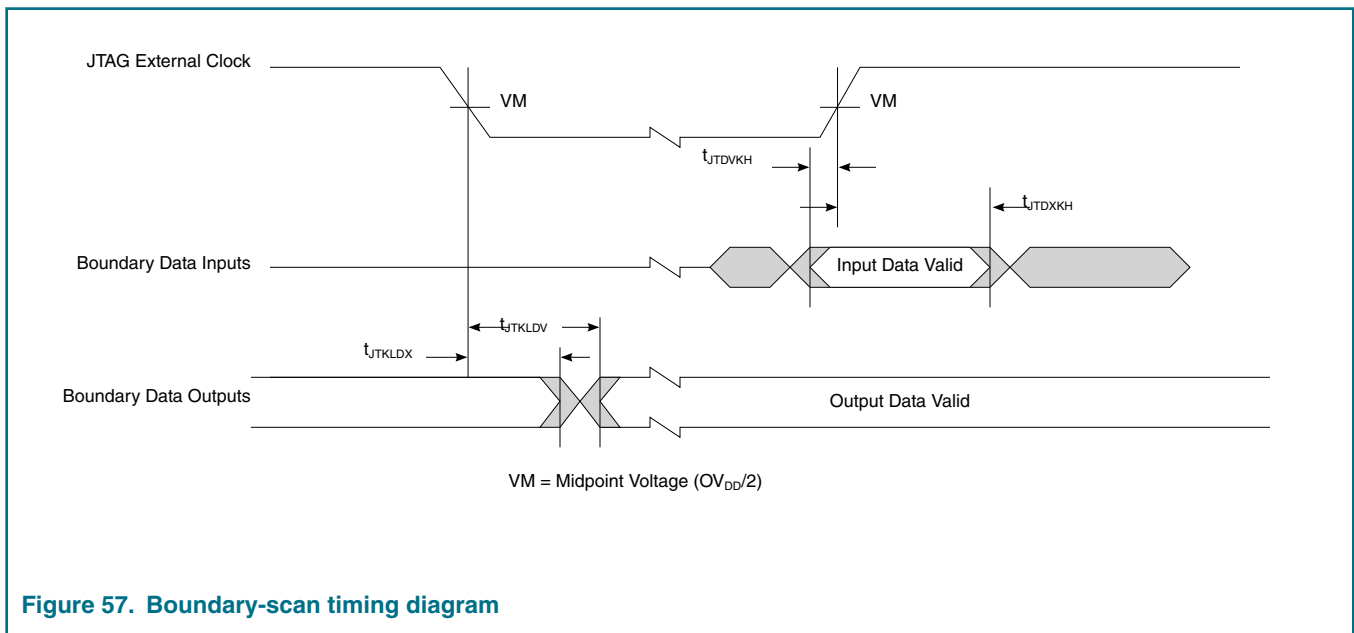 JTAG External Clock
VM
VM
tJTDVKH
tJTDXKH
Boundary Data Inputs
Input Data Valid
tJTKLDV
tJTKLDX
Boundary Data Outputs
Output Data Valid
VM = Midpoint Voltage (OVDD/2)
Figure 57. Boundary-scan timing diagram